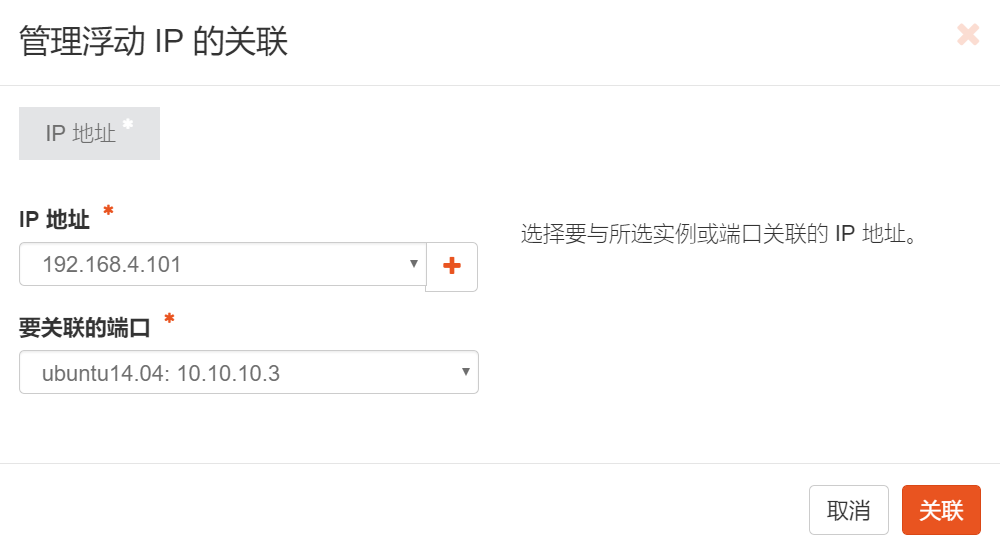 管理浮动 IP 的关联
IP 地址 *
IP 地址 *
选择要与所选实例或端口关联的 IP 地址。
192.168.4.101
要关联的端口 *
ubuntu14.04: 10.10.10.3
取消
关联